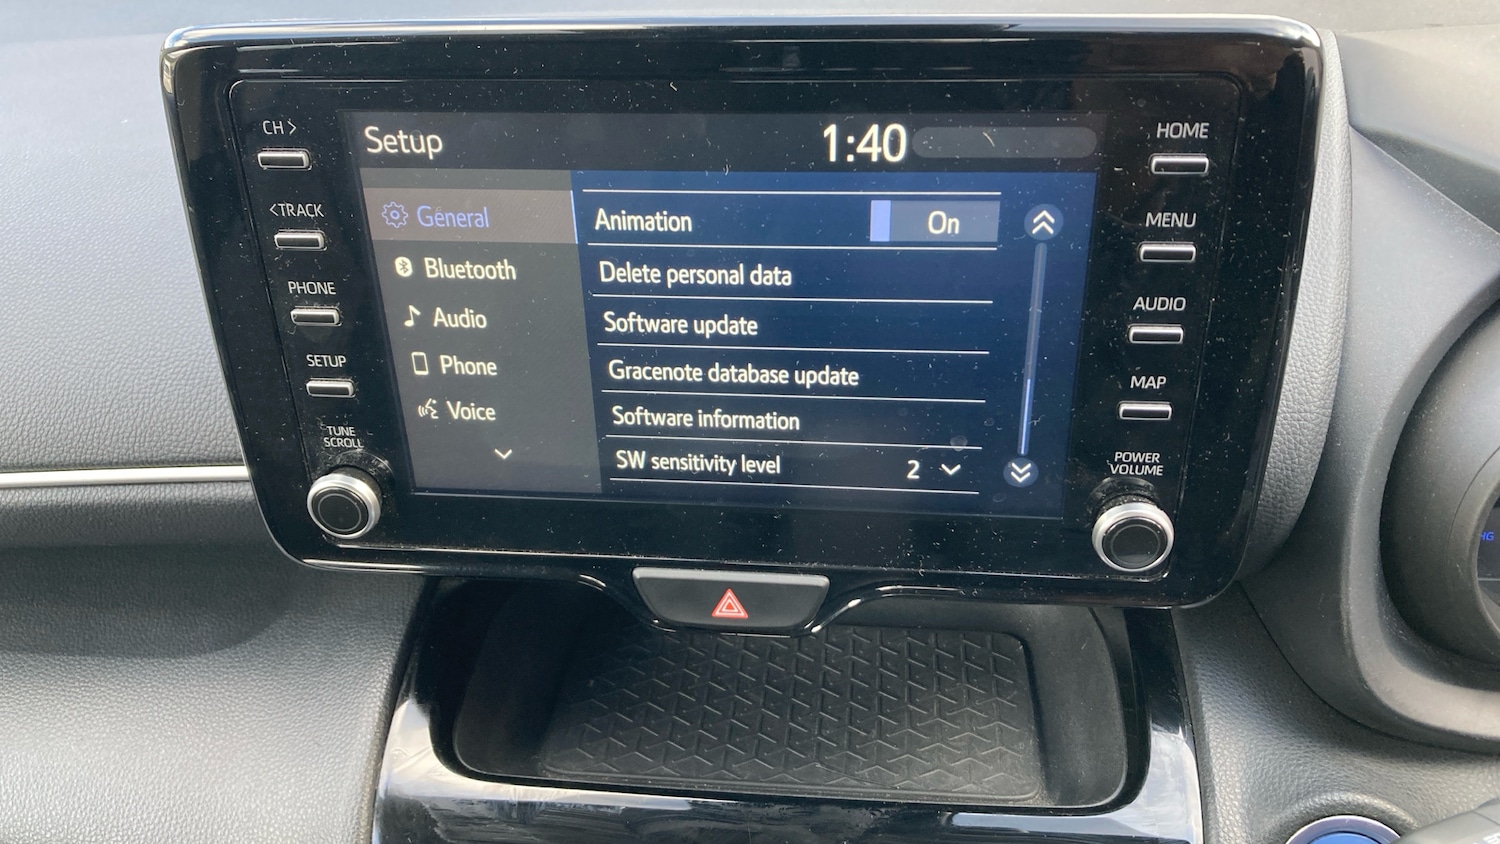 CH >
Setup
1:40
HOME
<TRACK
General
Animation
On
MENU
Bluetooth
Delete personal data
PHONE
Audio
Software update
AUDIO
SETUP
Phone
Gracenote database update
MAP
Voice
Software information
TUNE
SCROLL
SW sensitivity level
2
POWER
VOLUME